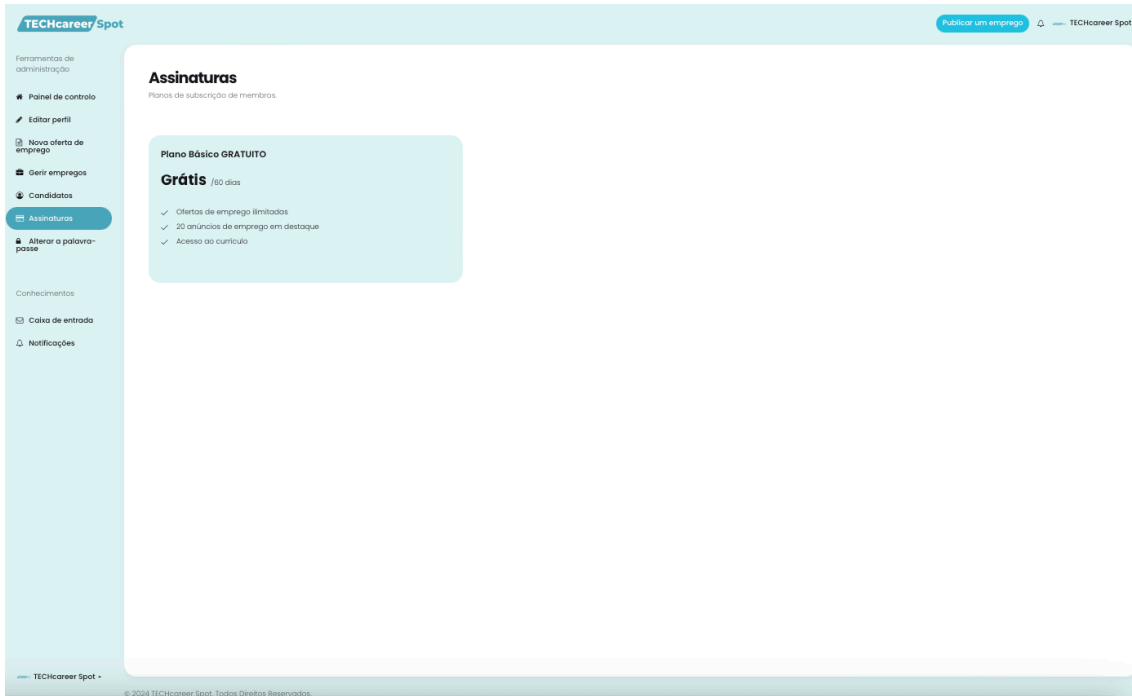 TECHcareer Spot
Publicar um emprego
TECHcareer Spot
Ferramentas de
administração
Painel de controlo
Editar perfil
Nova oferta de
emprego
Gerir empregos
Candidatos
Assinaturas
Alterar a palavra-
passe
Conhecimentos
Caixa de entrada
Notificações
TECHcareer Spot
Assinaturas
Planos de subscrição de membros.
Plano Básico GRATUITO
Grátis /60 dias
Ofertas de emprego ilimitadas
20 anúncios de emprego em destaque
Acesso ao currículo
© 2024 TECHcareer Spot. Todos Direitos Reservados.